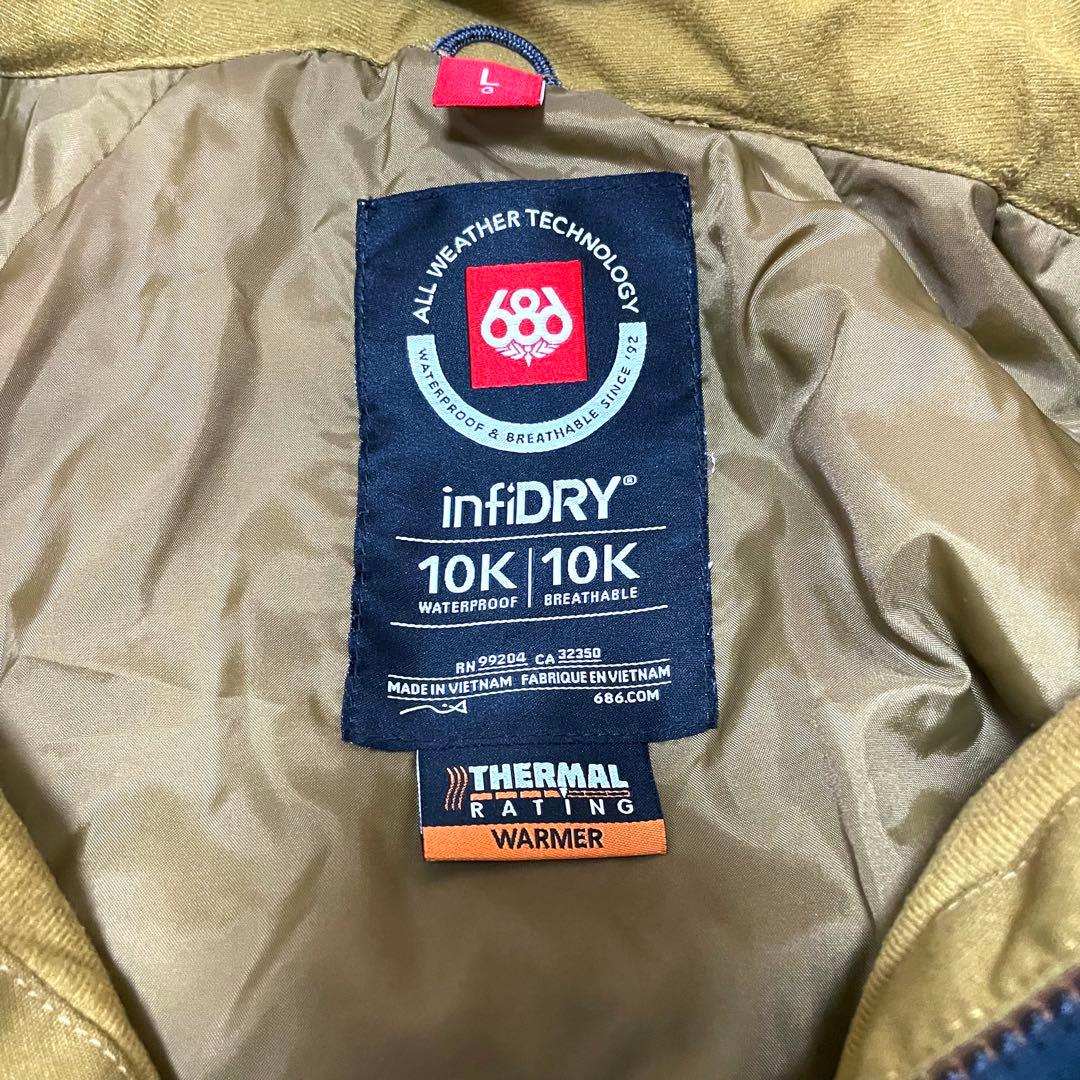 L
G
ALL WEATHER TECHNOLOGY
686
WATERPROOF & BREATHABLE SINCE '92
infiDRY®
10K 10K
WATERPROOF BREATHABLE
RN 99204 CA 32350
MADE IN VIETNAM FABRIQUE EN VIETNAM
686.COM
THERMAL
RATING
WARMER